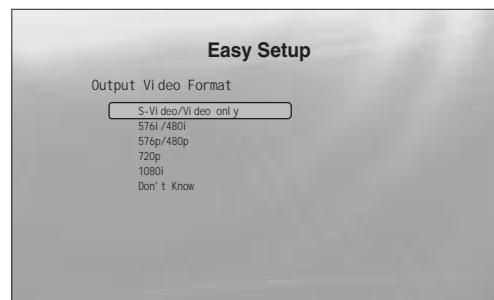 Easy Setup
Output Video Format
S-Video/Video only
576i/480i
576p/480p
720p
1080i
Don't Know